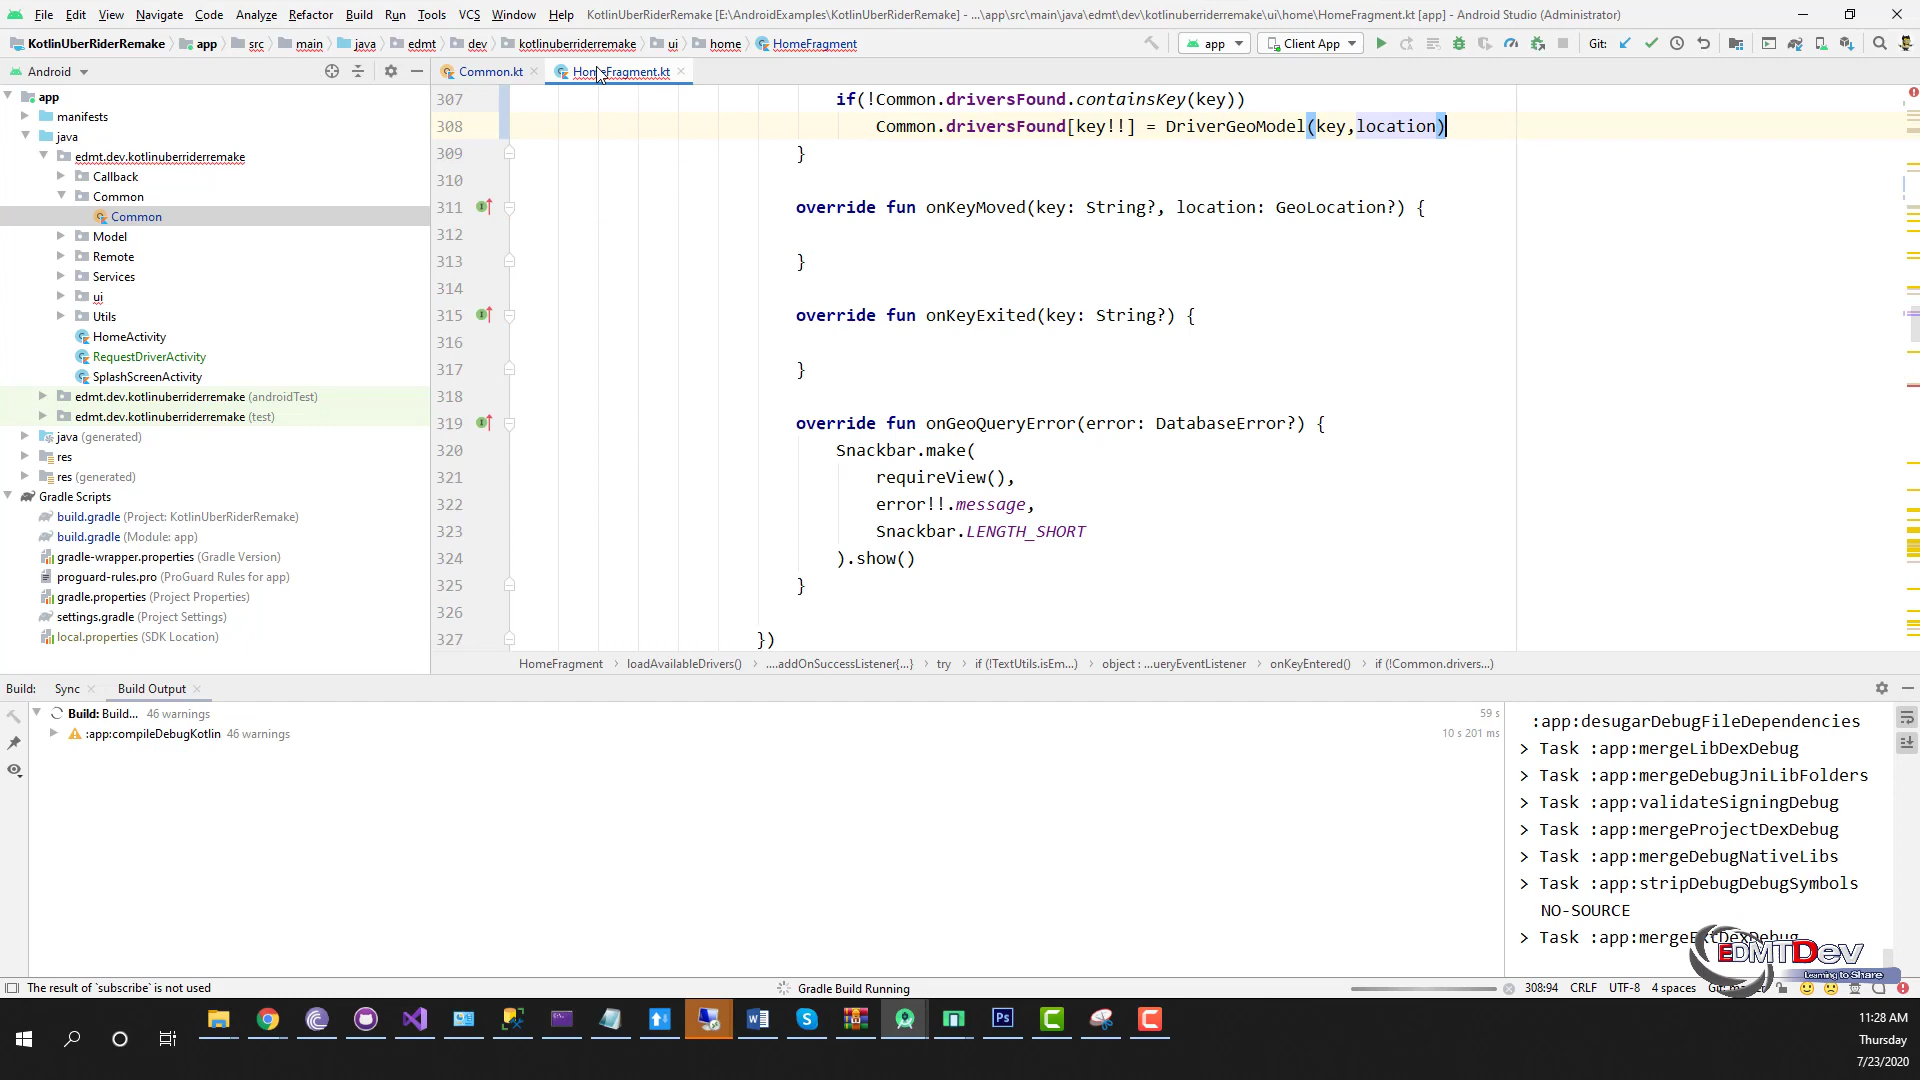 File Edit View Navigate Code Analyze Refactor Build Run Tools VCS Window Help KotlinUberRiderRemake [E:\AndroidExamples\KotlinUberRiderRemake] - ...\app\src\main\java\edmt\dev\kotlinuberriderremake\ui\home\HomeFragment.kt [app] - Android Studio (Administrator)
KotlinUberRiderRemake app src main java edmt dev kotlinuberriderremake ui home HomeFragment app Client App Git:
Android Common.kt HomeFragment.kt
app
manifests
java
edmt.dev.kotlinuberriderremake
Callback
Common
Common
Model
Remote
Services
ui
Utils
HomeActivity
RequestDriverActivity
SplashScreenActivity
edmt.dev.kotlinuberriderremake (androidTest)
edmt.dev.kotlinuberriderremake (test)
java (generated)
res
res (generated)
Gradle Scripts
build.gradle (Project: KotlinUberRiderRemake)
build.gradle (Module: app)
gradle-wrapper.properties (Gradle Version)
proguard-rules.pro (ProGuard Rules for app)
gradle.properties (Project Properties)
settings.gradle (Project Settings)
local.properties (SDK Location)
307 if(!Common.driversFound.containsKey(key))
308 Common.driversFound[key!!] = DriverGeoModel(key,location)
309 }
310
311 override fun onKeyMoved(key: String?, location: GeoLocation?) {
312
313 }
314
315 override fun onKeyExited(key: String?) {
316
317 }
318
319 override fun onGeoQueryError(error: DatabaseError?) {
320 Snackbar.make(
321 requireView(),
322 error!!.message,
323 Snackbar.LENGTH_SHORT
324 ).show()
325 }
326
327 })
HomeFragment › loadAvailableDrivers() › ....addOnSuccessListener{...} › try › if (!TextUtils.isEm...) › object : ...ueryEventListener › onKeyEntered() › if (!Common.drivers...)
Build: Sync Build Output
Build: Build... 46 warnings 59 s
:app:compileDebugKotlin 46 warnings 10 s 201 ms
:app:desugarDebugFileDependencies
> Task :app:mergeLibDexDebug
> Task :app:mergeDebugJniLibFolders
> Task :app:validateSigningDebug
> Task :app:mergeProjectDexDebug
> Task :app:mergeDebugNativeLibs
> Task :app:stripDebugDebugSymbols
NO-SOURCE
> Task :app:mergeExtDexDebug
EDMTDev
Learning to Share
The result of `subscribe` is not used Gradle Build Running 308:94 CRLF UTF-8 4 spaces
11:28 AM
Thursday
7/23/2020